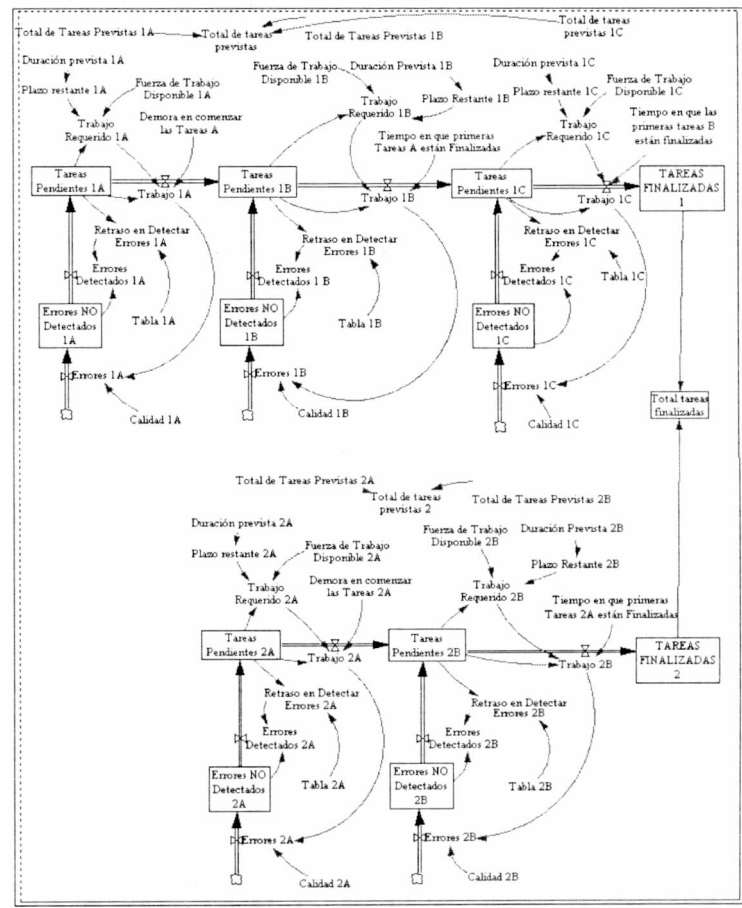 Total de Tareas Previstas 1A
Total de tareas
previstas
Total de Tareas Previstas 1B
Total de tareas
previstas 1C
Duración prevista 1A
Plazo restante 1A
Fuerza de Trabajo
Disponible 1A
Trabajo
Requerido 1A
Demora en comenzar
las Tareas A
Fuerza de Trabajo
Disponible 1B
Duración Prevista 1B
Trabajo
Requerido 1B
Plazo Restante 1B
Tiempo en que primeras
Tareas A están Finalizadas
Duración prevista 1C
Plazo restante 1C
Fuerza de Trabajo
Disponible 1C
Trabajo
Requerido 1C
Tiempo en que las
primeras tareas B
están finalizadas
Tareas
Pendientes 1A
Trabajo 1A
Tareas
Pendientes 1B
Trabajo 1B
Tareas
Pendientes 1C
Trabajo 1C
TAREAS
FINALIZADAS
1
Retraso en Detectar
Errores 1A
Errores
Detectados 1A
Errores NO
Detectados
1A
Tabla 1A
Errores 1A
Calidad 1A
Retraso en Detectar
Errores 1B
Errores
Detectados 1B
Errores NO
Detectados
1B
Tabla 1B
Errores 1B
Calidad 1B
Retraso en Detectar
Errores 1C
Errores
Detectados 1C
Errores NO
Detectados
1C
Tabla 1C
Errores 1C
Calidad 1C
Total tareas
finalizadas
Total de Tareas Previstas 2A
Total de tareas
previstas 2
Total de Tareas Previstas 2B
Duración prevista 2A
Plazo restante 2A
Fuerza de Trabajo
Disponible 2A
Trabajo
Requerido 2A
Demora en comenzar
las Tareas 2A
Fuerza de Trabajo
Disponible 2B
Duración Prevista 2B
Plazo Restante 2B
Trabajo
Requerido 2B
Tiempo en que primeras
Tareas 2A están Finalizadas
Tareas
Pendientes 2A
Trabajo 2A
Tareas
Pendientes 2B
Trabajo 2B
TAREAS
FINALIZADAS
2
Retraso en Detectar
Errores 2A
Errores
Detectados 2A
Errores NO
Detectados
2A
Tabla 2A
Errores 2A
Calidad 2A
Retraso en Detectar
Errores 2B
Errores
Detectados 2B
Errores NO
Detectados
2B
Tabla 2B
Errores 2B
Calidad 2B